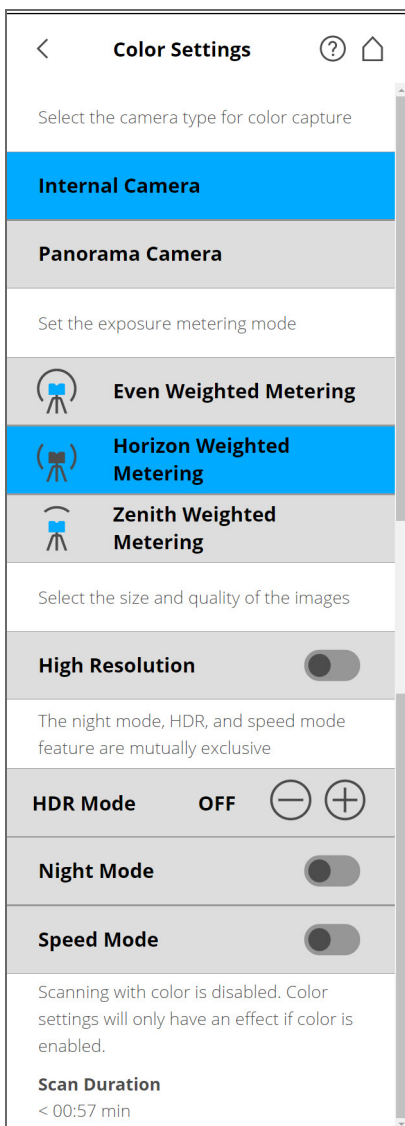 Color Settings
?
Select the camera type for color capture
Internal Camera
Panorama Camera
Set the exposure metering mode
Even Weighted Metering
Horizon Weighted
Metering
Zenith Weighted
Metering
Select the size and quality of the images
High Resolution
The night mode, HDR, and speed mode
feature are mutually exclusive
HDR Mode OFF
Night Mode
Speed Mode
Scanning with color is disabled. Color
settings will only have an effect if color is
enabled.
Scan Duration
< 00:57 min